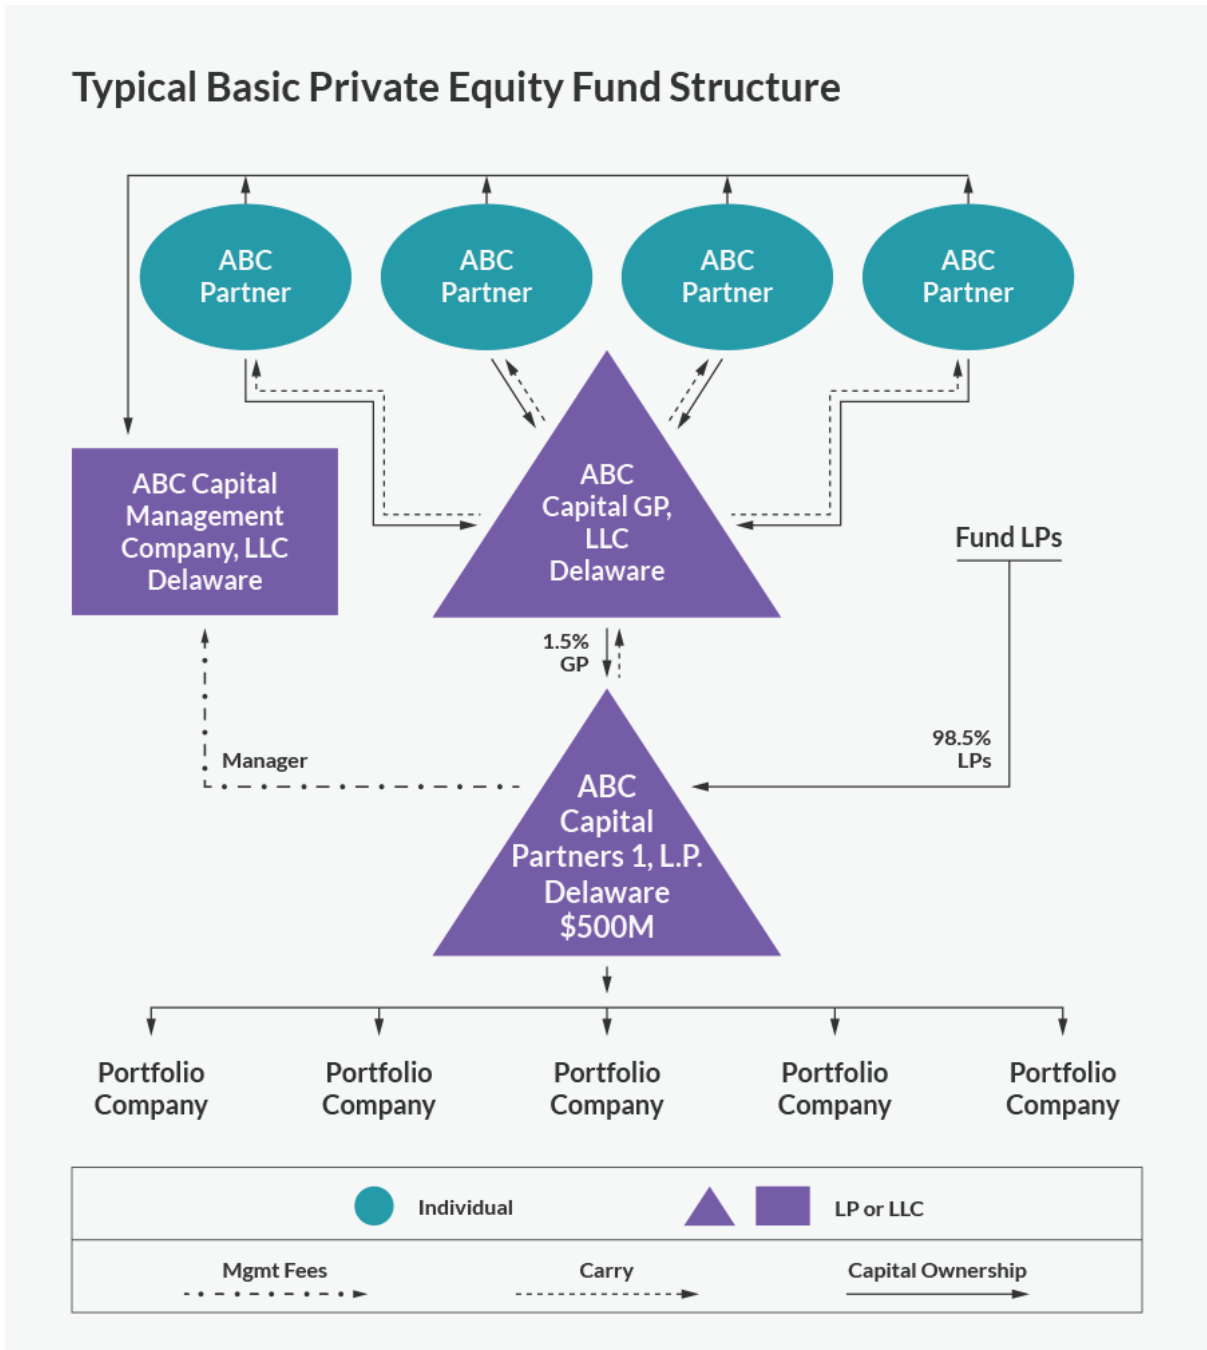 Typical Basic Private Equity Fund Structure
ABC
Partner
ABC
Partner
ABC
Partner
ABC
Partner
ABC Capital
Management
Company, LLC
Delaware
ABC
Capital GP,
LLC
Delaware
Fund LPs
1.5%
GP
98.5%
LPs
Manager
ABC
Capital
Partners 1, L.P.
Delaware
$500M
Portfolio
Company
Portfolio
Company
Portfolio
Company
Portfolio
Company
Portfolio
Company
Individual
LP or LLC
Mgmt Fees
Carry
Capital Ownership